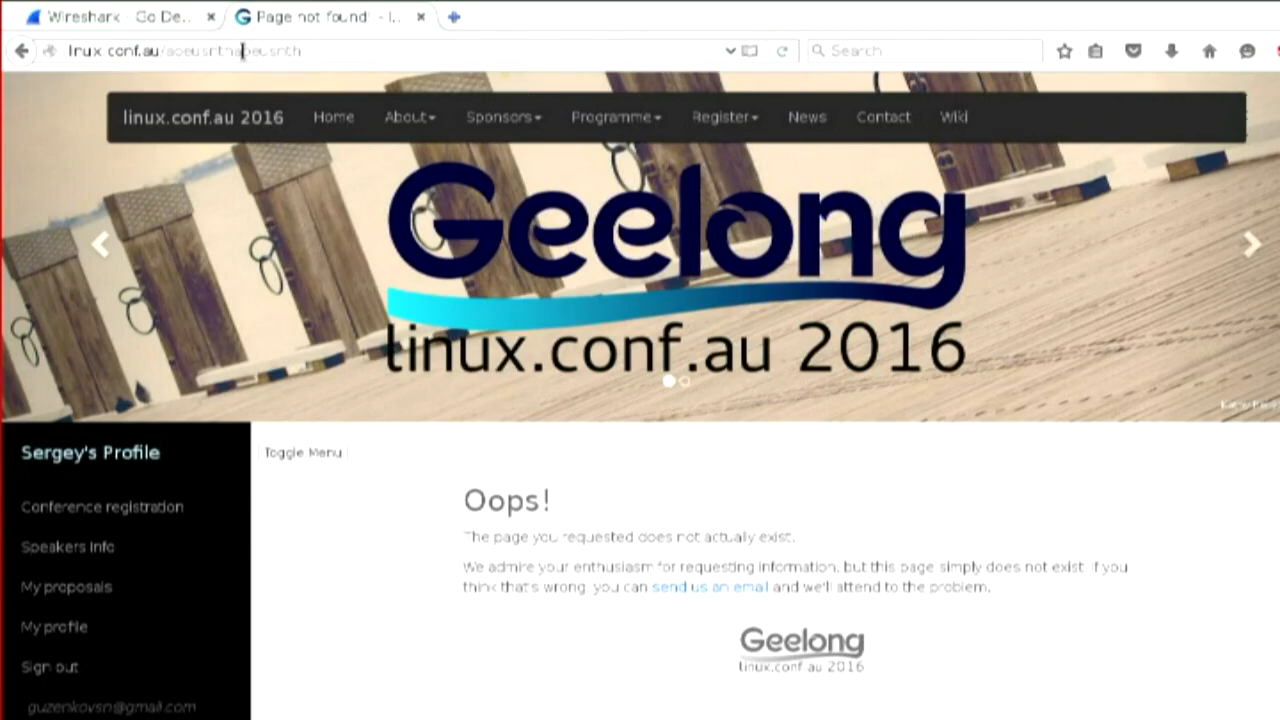 Wireshark · Go De..
Page not found · l..
linux.conf.au/aoeusnthaoeusnth
Search
linux.conf.au 2016 Home About Sponsors Programme Register News Contact Wiki
Geelong
linux.conf.au 2016
Sergey's Profile
Toggle Menu
Conference registration
Speakers Info
My proposals
My profile
Sign out
guzenkovsn@gmail.com
Oops!
The page you requested does not actually exist.
We admire your enthusiasm for requesting information, but this page simply does not exist. If you
think that's wrong, you can send us an email and we'll attend to the problem.
Geelong
linux.conf.au 2016